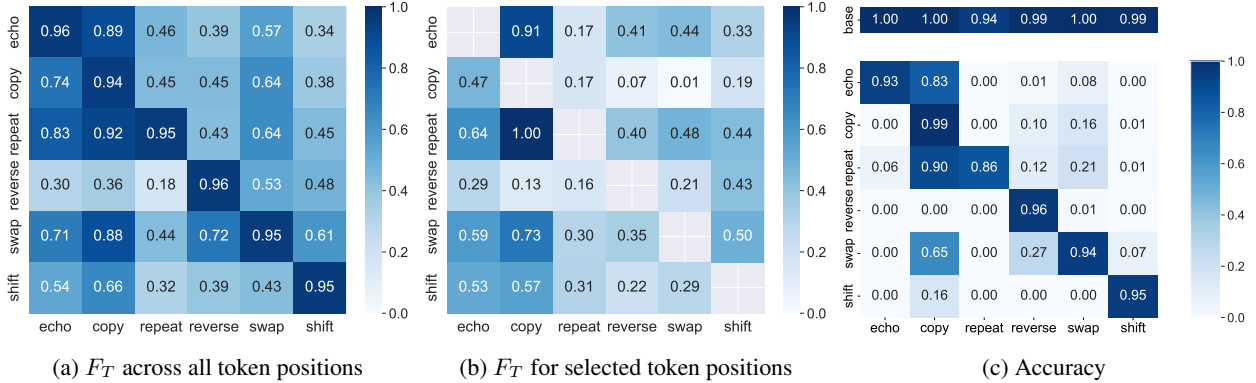 echo 0.96 0.89 0.46 0.39 0.57 0.34
copy 0.74 0.94 0.45 0.45 0.64 0.38
repeat 0.83 0.92 0.95 0.43 0.64 0.45
reverse 0.30 0.36 0.18 0.96 0.53 0.48
swap 0.71 0.88 0.44 0.72 0.95 0.61
shift 0.54 0.66 0.32 0.39 0.43 0.95
echo copy repeat reverse swap shift
1.0
0.8
0.6
0.4
0.2
0.0
(a) F_T across all token positions
echo 0.91 0.17 0.41 0.44 0.33
copy 0.47 0.17 0.07 0.01 0.19
repeat 0.64 1.00 0.40 0.48 0.44
reverse 0.29 0.13 0.16 0.21 0.43
swap 0.59 0.73 0.30 0.35 0.50
shift 0.53 0.57 0.31 0.22 0.29
echo copy repeat reverse swap shift
1.0
0.8
0.6
0.4
0.2
0.0
(b) F_T for selected token positions
base 1.00 1.00 0.94 0.99 1.00 0.99
echo 0.93 0.83 0.00 0.01 0.08 0.00
copy 0.00 0.99 0.00 0.10 0.16 0.01
repeat 0.06 0.90 0.86 0.12 0.21 0.01
reverse 0.00 0.00 0.00 0.96 0.01 0.00
swap 0.00 0.65 0.00 0.27 0.94 0.07
shift 0.00 0.16 0.00 0.00 0.00 0.95
echo copy repeat reverse swap shift
1.0
0.8
0.6
0.4
0.2
0.0
(c) Accuracy